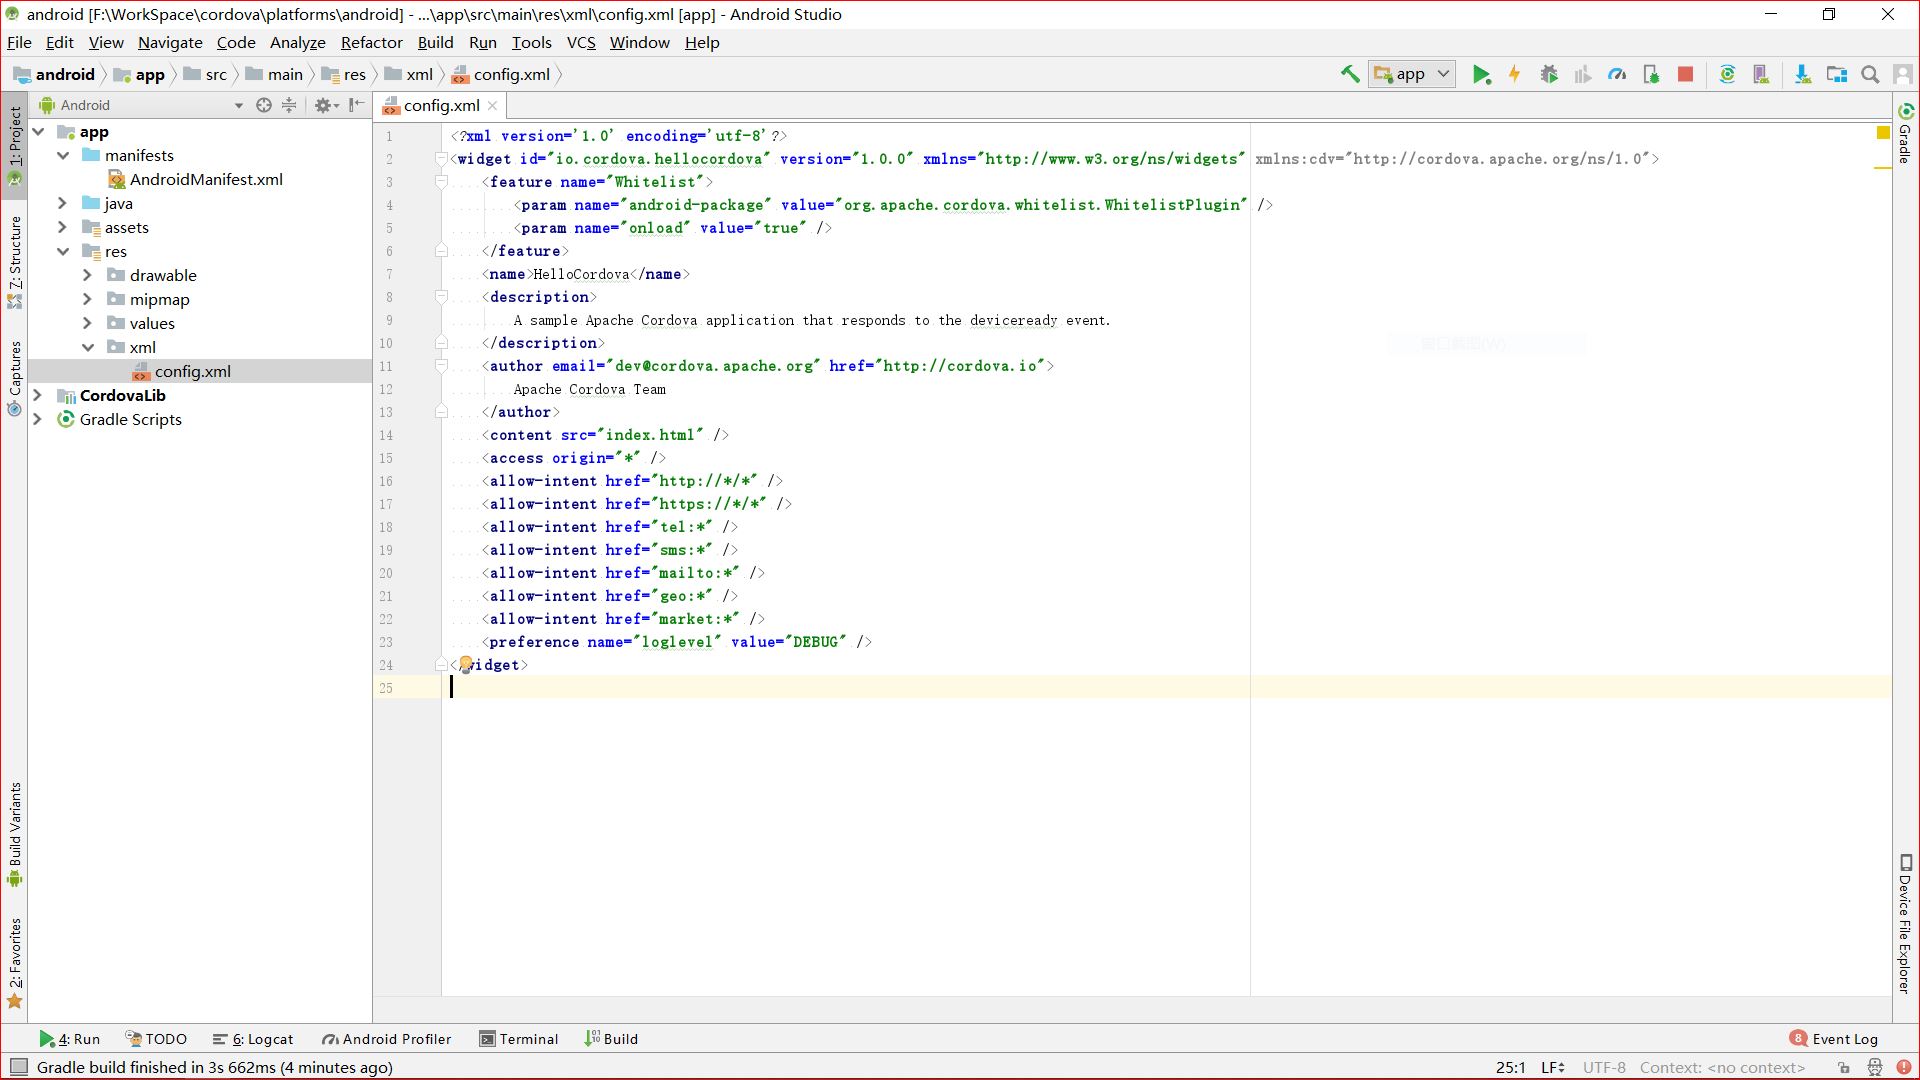 android [F:\WorkSpace\cordova\platforms\android] - ...\app\src\main\res\xml\config.xml [app] - Android Studio
File Edit View Navigate Code Analyze Refactor Build Run Tools VCS Window Help
android app src main res xml config.xml app
Android
config.xml
1: Project
7: Structure
Captures
Build Variants
2: Favorites
app
manifests
AndroidManifest.xml
java
assets
res
drawable
mipmap
values
xml
config.xml
CordovaLib
Gradle Scripts
1 <?xml version='1.0' encoding='utf-8'?>
2 <widget id="io.cordova.hellocordova" version="1.0.0" xmlns="http://www.w3.org/ns/widgets" xmlns:cdv="http://cordova.apache.org/ns/1.0">
3 <feature name="Whitelist">
4 <param name="android-package" value="org.apache.cordova.whitelist.WhitelistPlugin" />
5 <param name="onload" value="true" />
6 </feature>
7 <name>HelloCordova</name>
8 <description>
9 A sample Apache Cordova application that responds to the deviceready event.
10 </description>
11 <author email="dev@cordova.apache.org" href="http://cordova.io">
12 Apache Cordova Team
13 </author>
14 <content src="index.html" />
15 <access origin="*" />
16 <allow-intent href="http://*/*" />
17 <allow-intent href="https://*/*" />
18 <allow-intent href="tel:*" />
19 <allow-intent href="sms:*" />
20 <allow-intent href="mailto:*" />
21 <allow-intent href="geo:*" />
22 <allow-intent href="market:*" />
23 <preference name="loglevel" value="DEBUG" />
24 </widget>
25
Gradle
Device File Explorer
4: Run TODO 6: Logcat Android Profiler Terminal Build 8 Event Log
Gradle build finished in 3s 662ms (4 minutes ago) 25:1 LF UTF-8 Context: <no context>